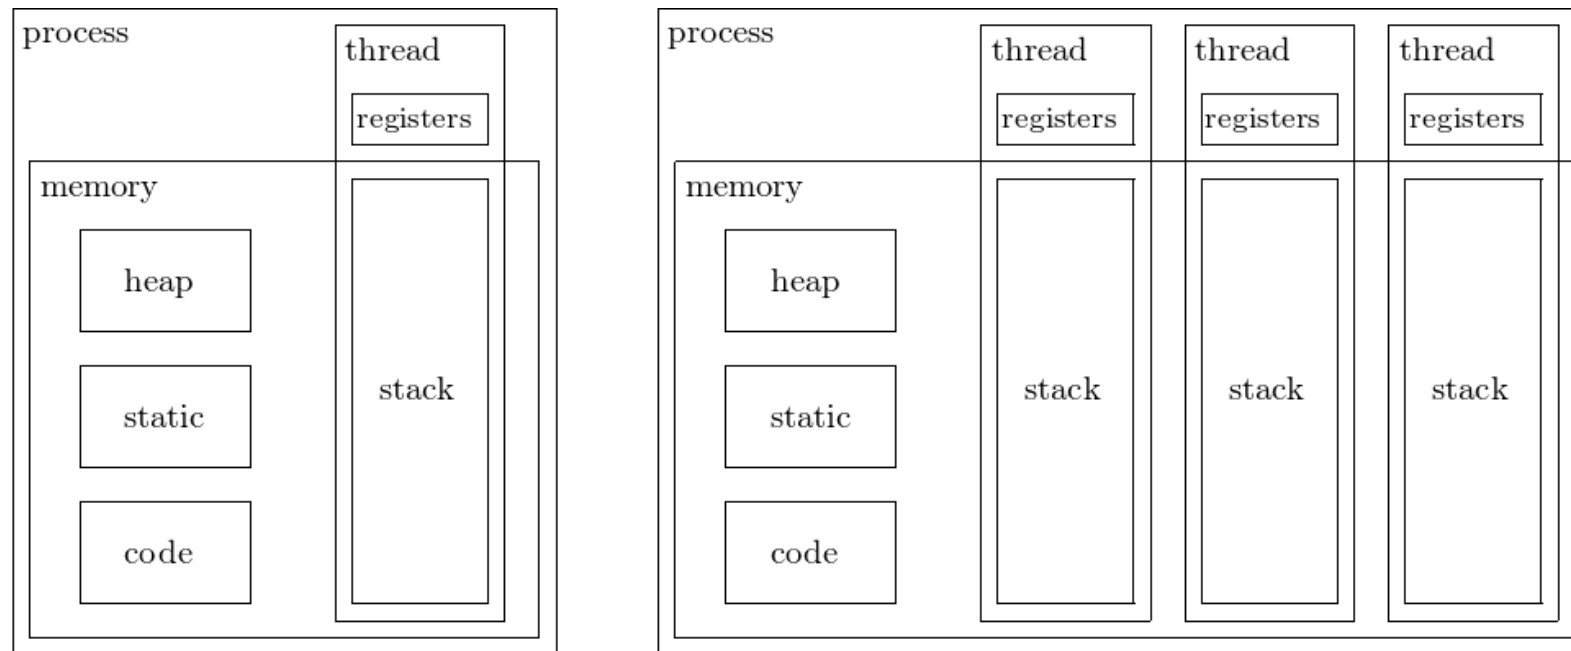 process
thread
registers
memory
heap
static
stack
code
process
thread
thread
thread
registers
registers
registers
memory
heap
static
stack
stack
stack
code